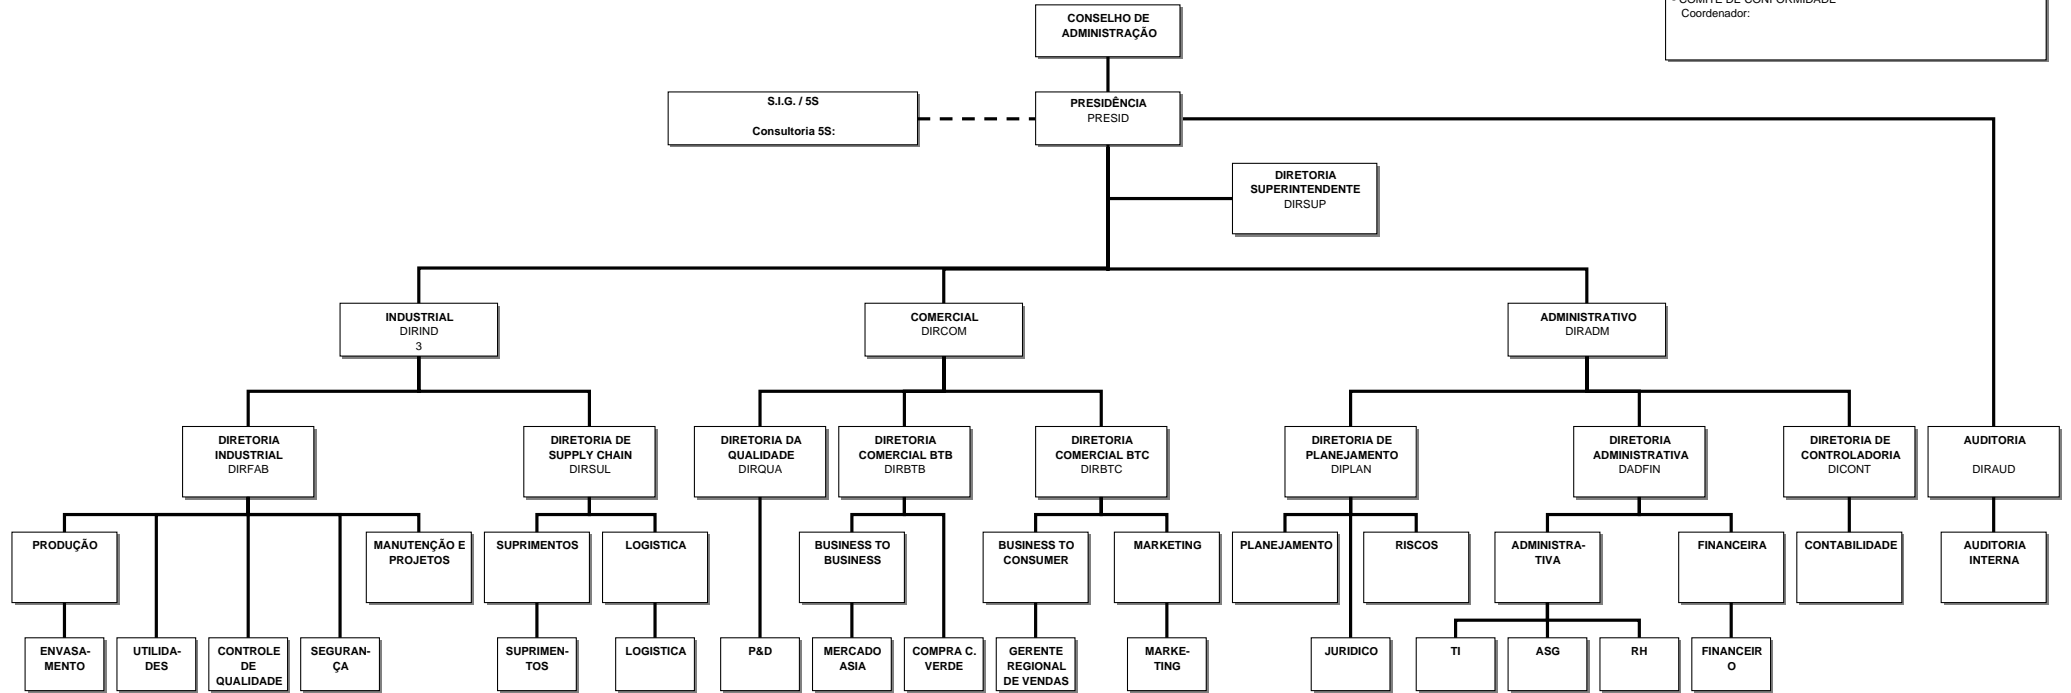 - COMITÊ DE CONFORMIDADE
Coordenador:
CONSELHO DE
ADMINISTRAÇÃO
S.I.G. / 5S
Consultoria 5S:
PRESIDÊNCIA
PRESID
DIRETORIA
SUPERINTENDENTE
DIRSUP
INDUSTRIAL
DIRIND
3
COMERCIAL
DIRCOM
ADMINISTRATIVO
DIRADM
DIRETORIA
INDUSTRIAL
DIRFAB
DIRETORIA DE
SUPPLY CHAIN
DIRSUL
DIRETORIA DA
QUALIDADE
DIRQUA
DIRETORIA
COMERCIAL BTB
DIRBTB
DIRETORIA
COMERCIAL BTC
DIRBTC
DIRETORIA DE
PLANEJAMENTO
DIPLAN
DIRETORIA
ADMINISTRATIVA
DADFIN
DIRETORIA DE
CONTROLADORIA
DICONT
AUDITORIA
DIRAUD
PRODUÇÃO
MANUTENÇÃO E
PROJETOS
SUPRIMENTOS
LOGISTICA
BUSINESS TO
BUSINESS
BUSINESS TO
CONSUMER
MARKETING
PLANEJAMENTO
RISCOS
ADMINISTRA-
TIVA
FINANCEIRA
CONTABILIDADE
AUDITORIA
INTERNA
ENVASA-
MENTO
UTILIDA-
DES
CONTROLE
DE
QUALIDADE
SEGURAN-
ÇA
SUPRIMEN-
TOS
LOGISTICA
P&D
MERCADO
ASIA
COMPRA C.
VERDE
GERENTE
REGIONAL
DE VENDAS
MARKE-
TING
JURIDICO
TI
ASG
RH
FINANCEIR
O